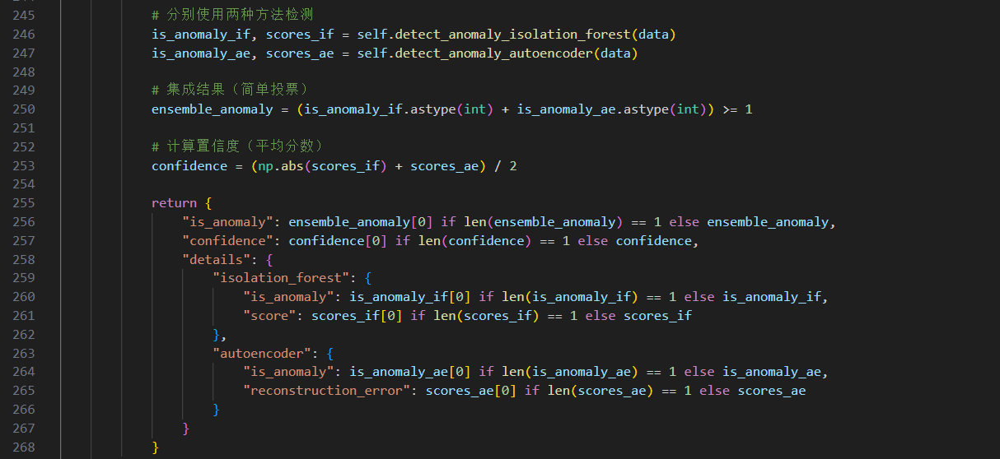 245 # 分别使用两种方法检测
246 is_anomaly_if, scores_if = self.detect_anomaly_isolation_forest(data)
247 is_anomaly_ae, scores_ae = self.detect_anomaly_autoencoder(data)
248
249 # 集成结果（简单投票）
250 ensemble_anomaly = (is_anomaly_if.astype(int) + is_anomaly_ae.astype(int)) >= 1
251
252 # 计算置信度（平均分数）
253 confidence = (np.abs(scores_if) + scores_ae) / 2
254
255 return {
256 "is_anomaly": ensemble_anomaly[0] if len(ensemble_anomaly) == 1 else ensemble_anomaly,
257 "confidence": confidence[0] if len(confidence) == 1 else confidence,
258 "details": {
259 "isolation_forest": {
260 "is_anomaly": is_anomaly_if[0] if len(is_anomaly_if) == 1 else is_anomaly_if,
261 "score": scores_if[0] if len(scores_if) == 1 else scores_if
262 },
263 "autoencoder": {
264 "is_anomaly": is_anomaly_ae[0] if len(is_anomaly_ae) == 1 else is_anomaly_ae,
265 "reconstruction_error": scores_ae[0] if len(scores_ae) == 1 else scores_ae
266 }
267 }
268 }